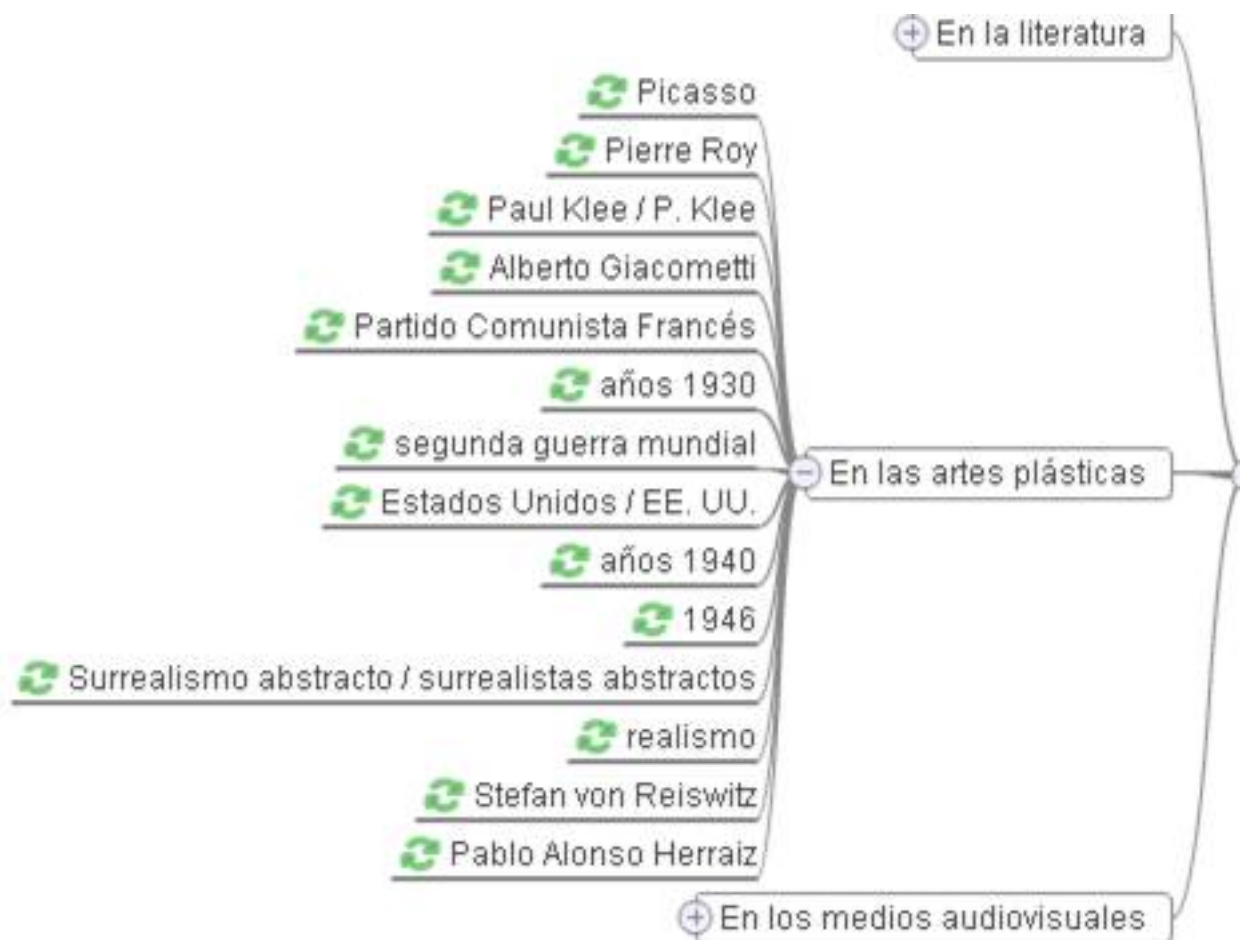 En la literatura
Picasso
Pierre Roy
Paul Klee / P. Klee
Alberto Giacometti
Partido Comunista Francés
años 1930
segunda guerra mundial
Estados Unidos / EE. UU.
años 1940
1946
Surrealismo abstracto / surrealistas abstractos
realismo
Stefan von Reiswitz
Pablo Alonso Herraiz
En las artes plásticas
En los medios audiovisuales